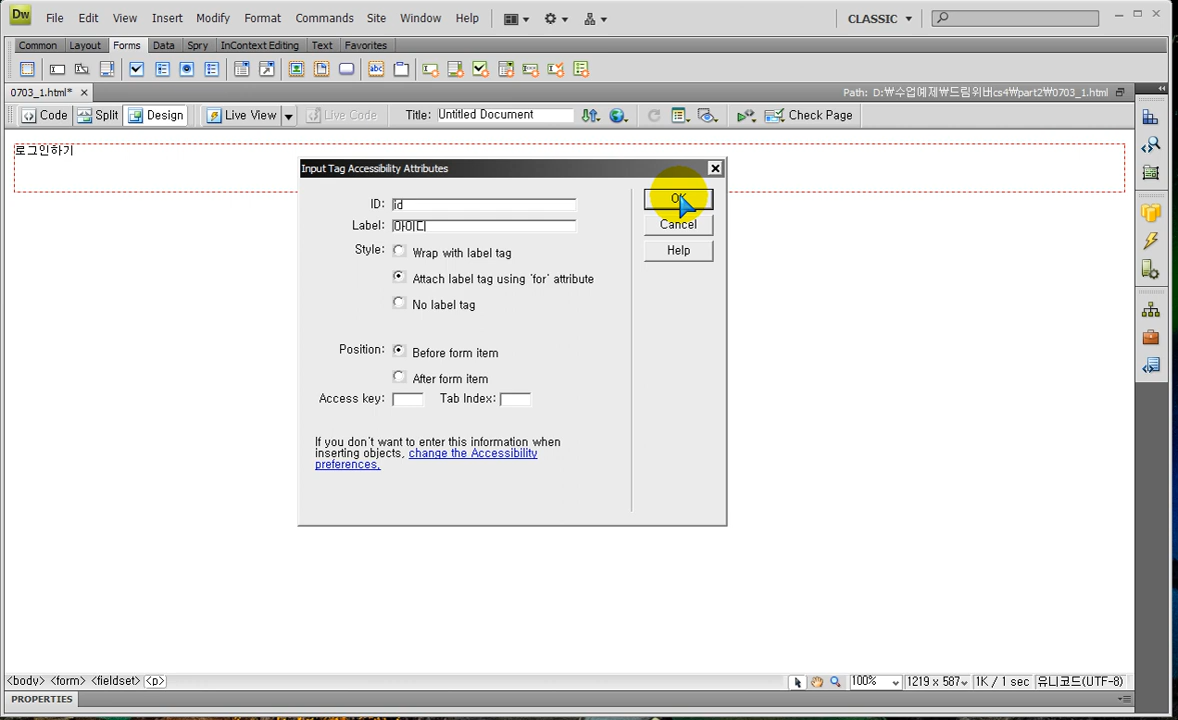 Dw File Edit View Insert Modify Format Commands Site Window Help CLASSIC
Common Layout Forms Data Spry InContext Editing Text Favorites
0703_1.html* Path: D:₩수업예제₩드림위버cs4₩part2₩0703_1.html
Code Split Design Live View Live Code Title: Untitled Document Check Page
로그인하기
Input Tag Accessibility Attributes
ID: id
OK
Label: 아이디
Cancel
Style: Wrap with label tag
Help
Attach label tag using 'for' attribute
No label tag
Position: Before form item
After form item
Access key: Tab Index:
If you don't want to enter this information when
inserting objects, change the Accessibility
preferences.
<body> <form> <fieldset> <p> 100% 1219 x 587 1K / 1 sec 유니코드(UTF-8)
PROPERTIES